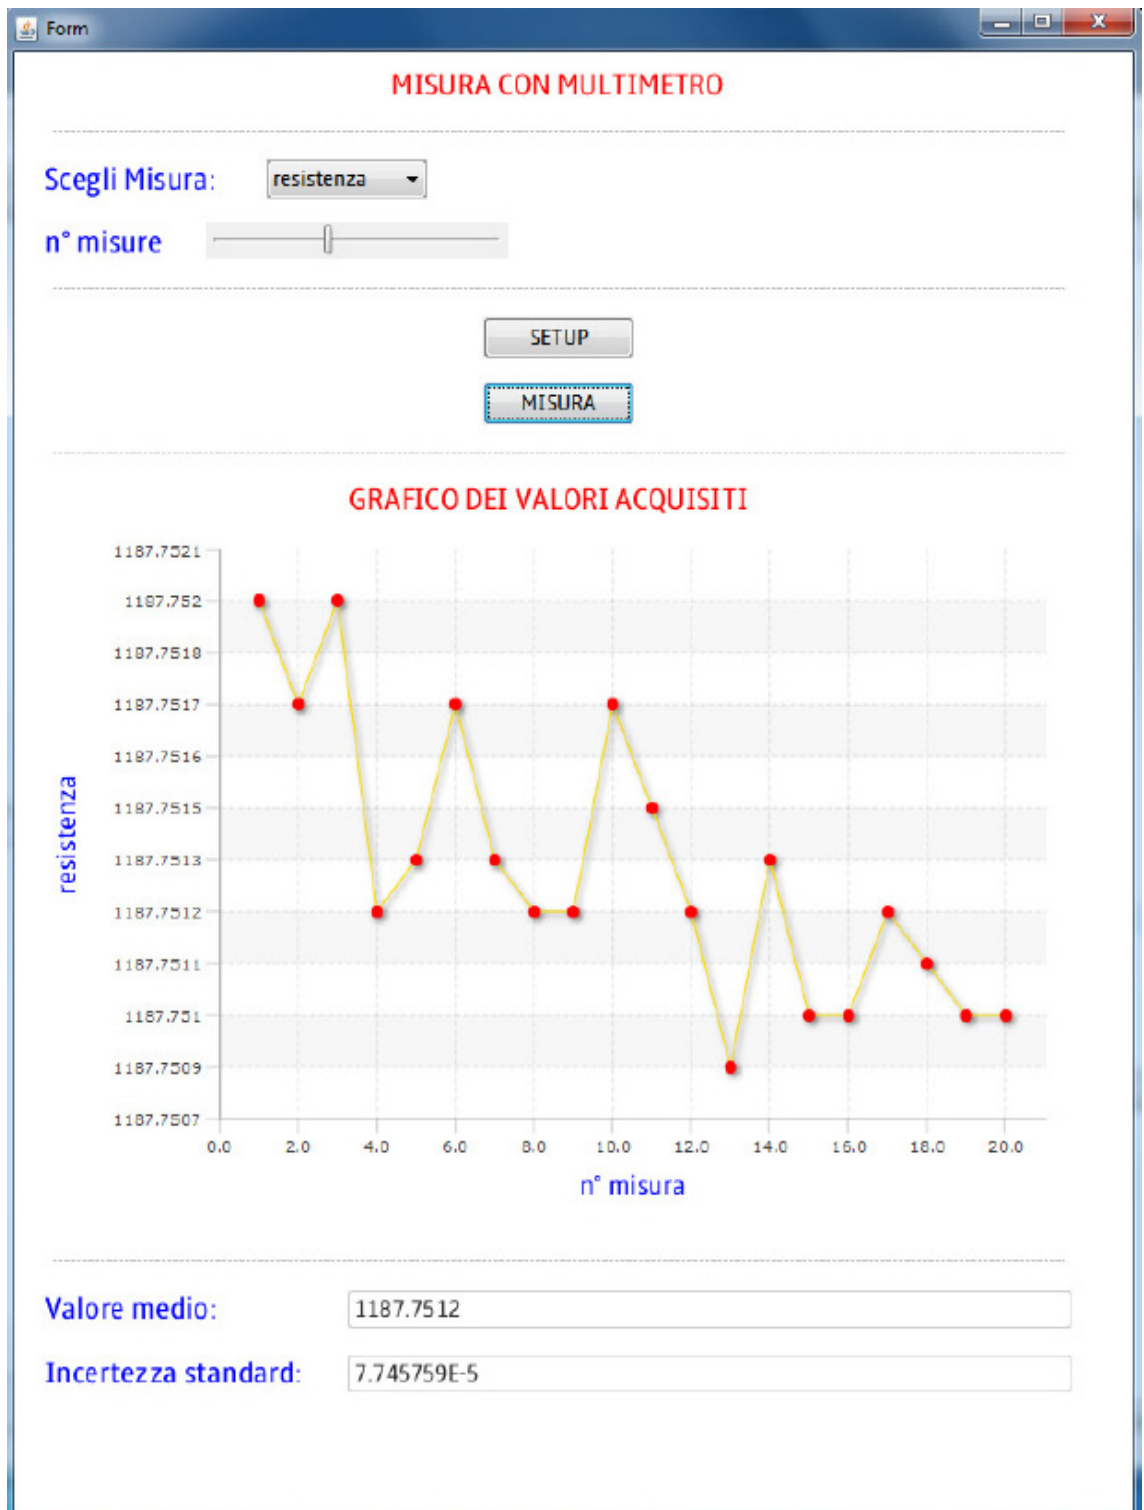 Form
MISURA CON MULTIMETRO
Scegli Misura: resistenza
n° misure
SETUP
MISURA
GRAFICO DEI VALORI ACQUISITI
1187.7521
1187.752
1187.7518
1187.7517
1187.7516
1187.7515
1187.7513
1187.7512
1187.7511
1187.751
1187.7509
1187.7507
resistenza
0.0 2.0 4.0 6.0 8.0 10.0 12.0 14.0 16.0 18.0 20.0
n° misura
Valore medio: 1187.7512
Incertezza standard: 7.745759E-5